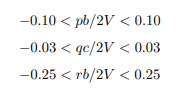 −0.10 < pb/2V < 0.10
−0.03 < qc/2V < 0.03
−0.25 < rb/2V < 0.25